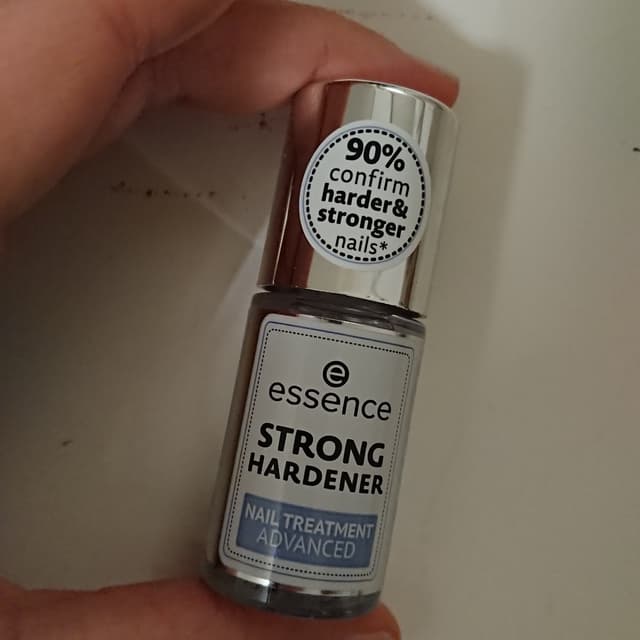 90%
confirm
harder&
stronger
nails*
e
essence
STRONG
HARDENER
NAIL TREATMENT
ADVANCED